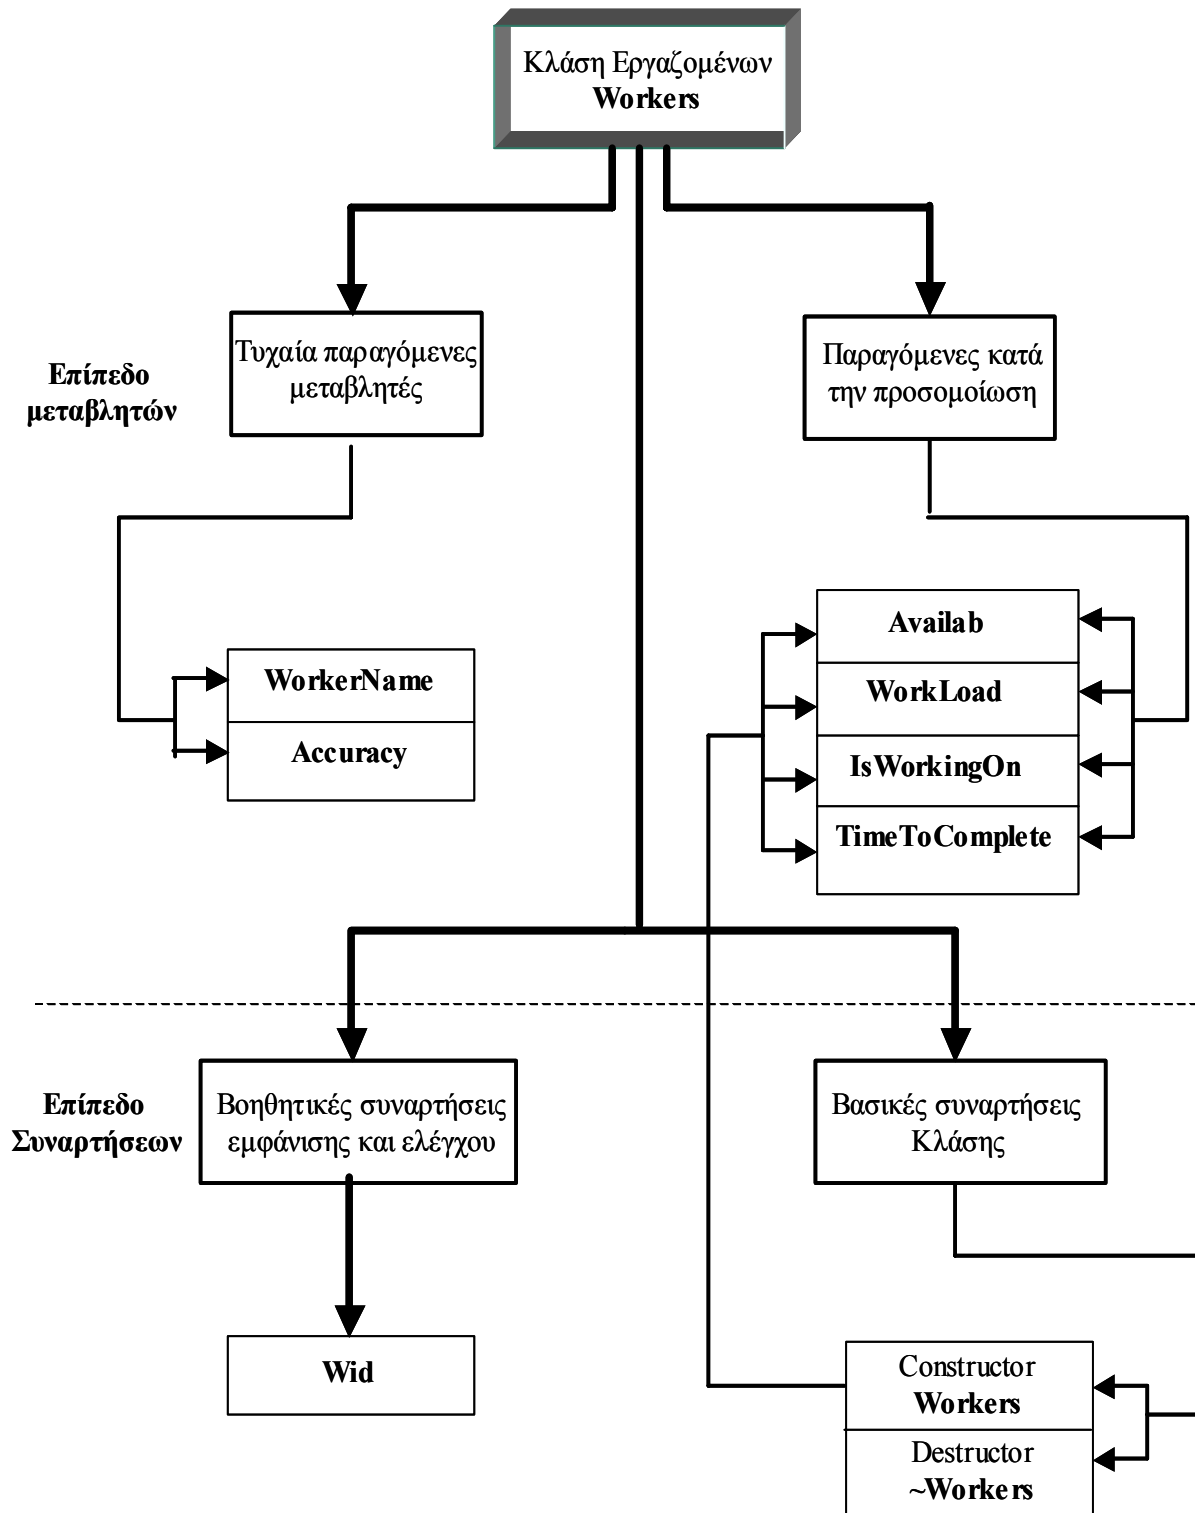 Κλάση Εργαζομένων
Workers
Τυχαία παραγόμενες
μεταβλητές
Παραγόμενες κατά
την προσομοίωση
Επίπεδο
μεταβλητών
Availab
WorkLoad
IsWorkingOn
TimeToComplete
WorkerName
Accuracy
Επίπεδο
Συναρτήσεων
Βοηθητικές συναρτήσεις
εμφάνισης και ελέγχου
Βασικές συναρτήσεις
Κλάσης
Wid
Constructor
Workers
Destructor
~Workers